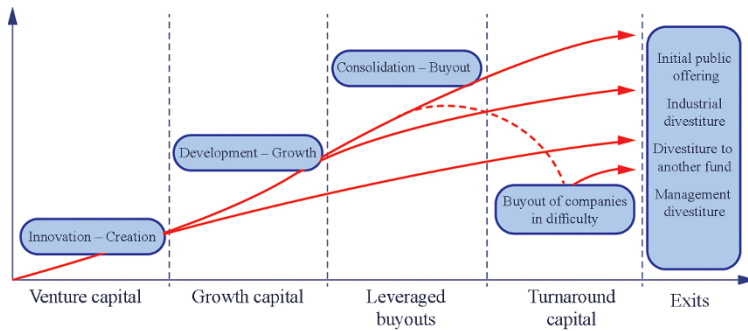 Consolidation – Buyout
Development – Growth
Innovation – Creation
Buyout of companies
in difficulty
Initial public
offering
Industrial
divestiture
Divestiture to
another fund
Management
divestiture
Venture capital
Growth capital
Leveraged
buyouts
Turnaround
capital
Exits